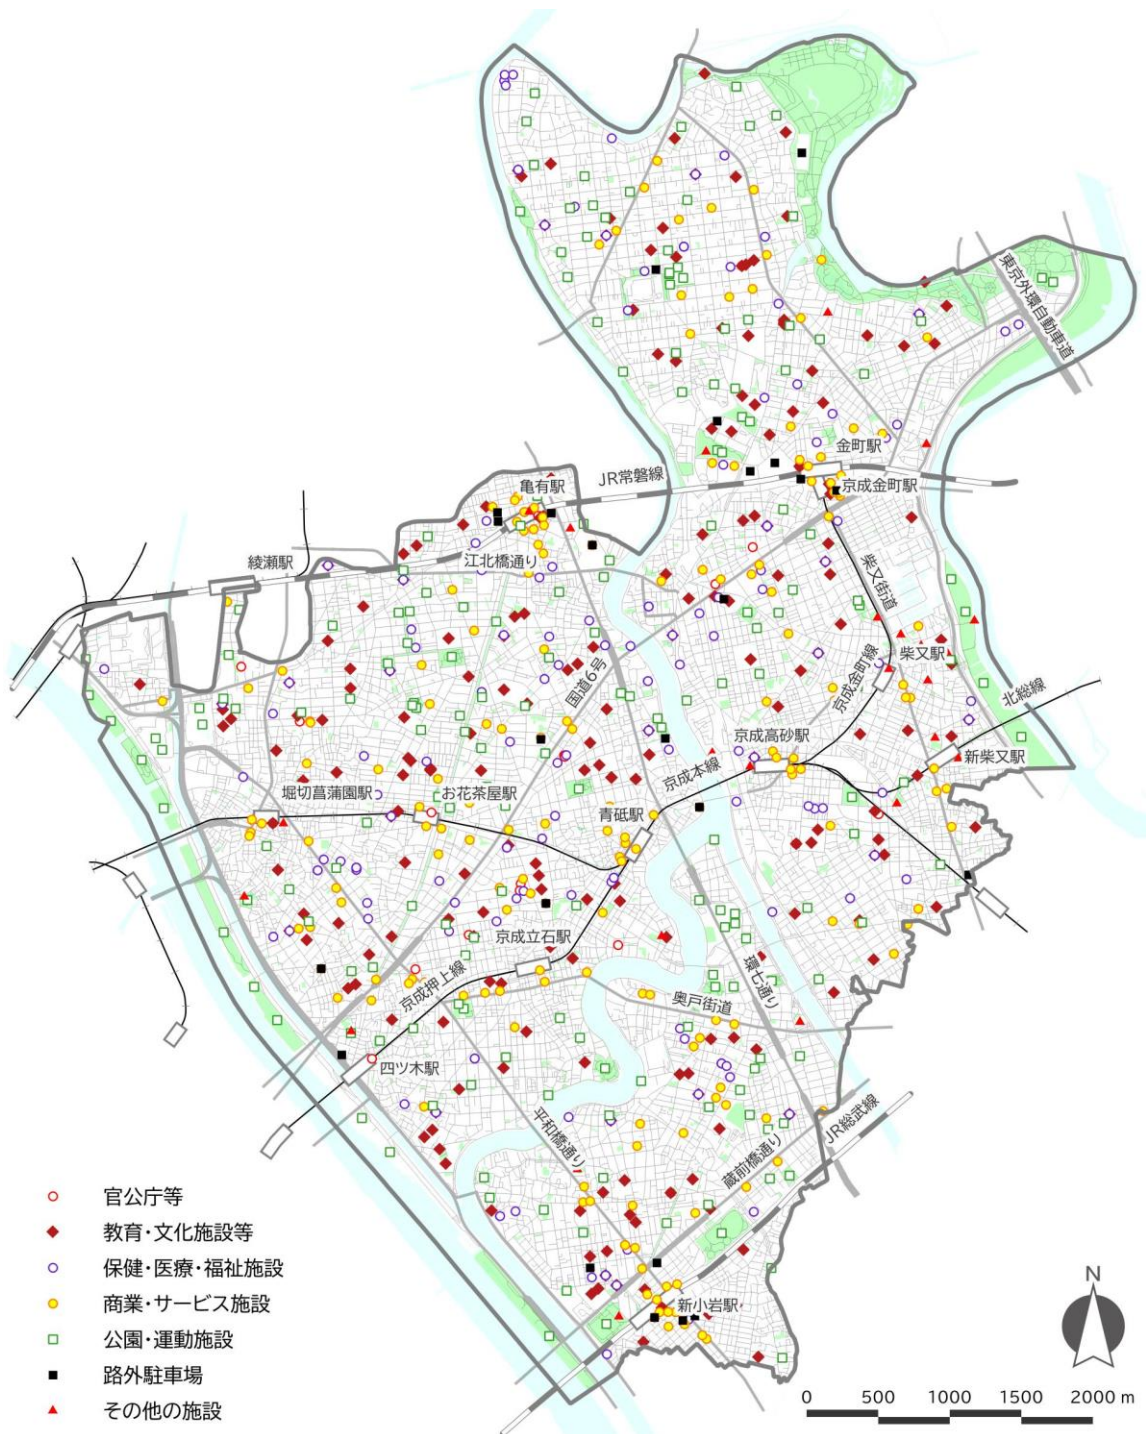 東京外環自動車道
金町駅
JR常磐線
京成金町駅
亀有駅
綾瀬駅
江北橋通り
柴又街道
柴又駅
国道6号
京成金町線
北総線
京成高砂駅
新柴又駅
京成本線
堀切菖蒲園駅
お花茶屋駅
青砥駅
京成立石駅
環七通り
京成押上線
奥戸街道
四ツ木駅
平和橋通り
蔵前橋通り
JR総武線
新小岩駅
官公庁等
教育・文化施設等
保健・医療・福祉施設
商業・サービス施設
公園・運動施設
路外駐車場
その他の施設
N
0 500 1000 1500 2000 m